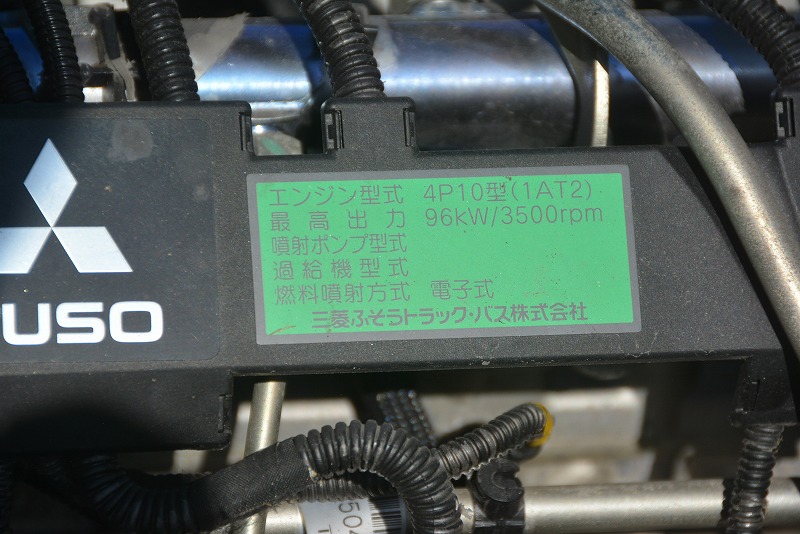 エンジン型式 4P10型(1AT2)
最高出力 96kW/3500rpm
噴射ポンプ型式
過給機型式
燃料噴射方式 電子式
三菱ふそうトラック・バス株式会社
USO
504